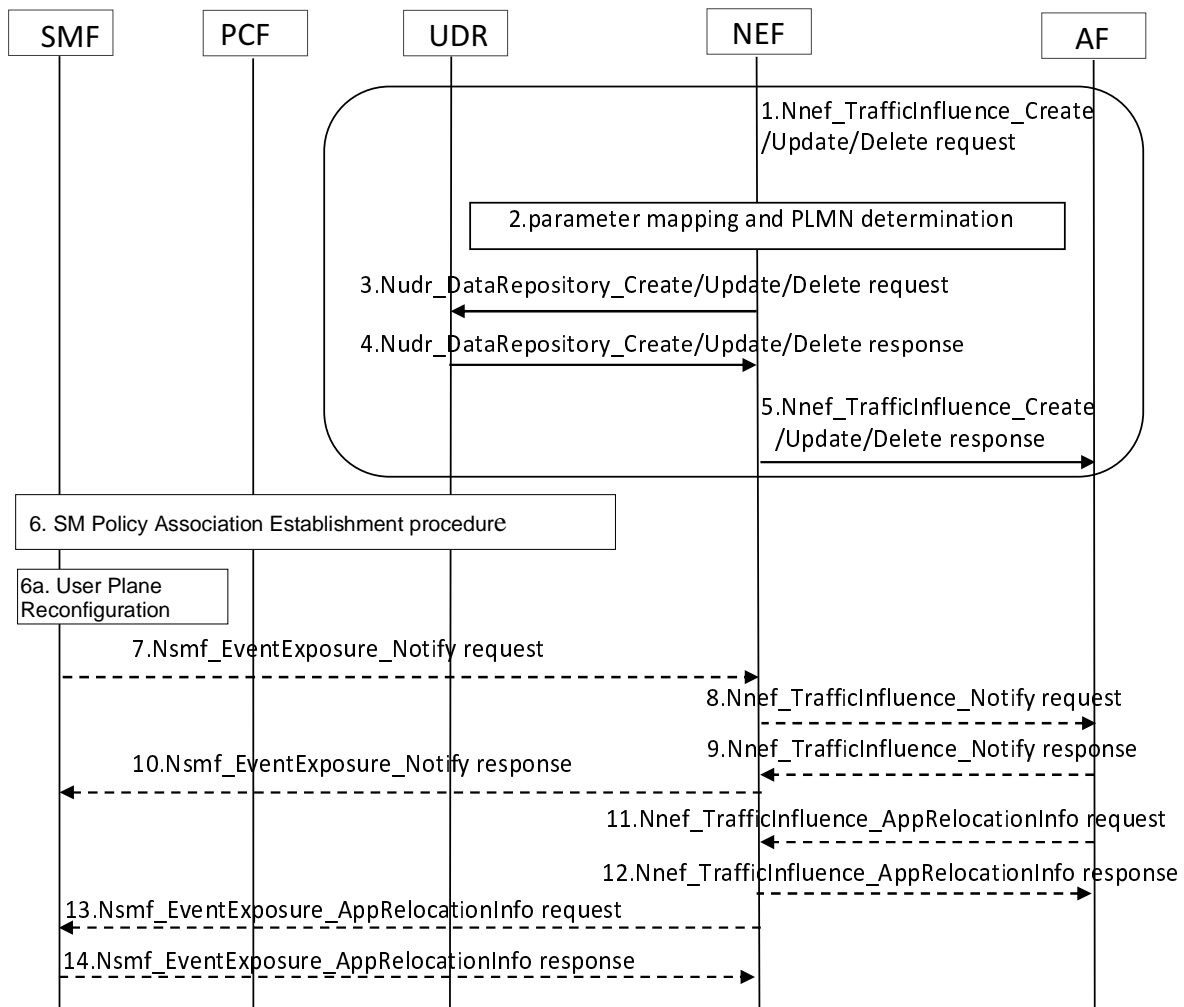 SMF
PCF
UDR
NEF
AF
1.Nnef_TrafficInfluence_Create
/Update/Delete request
2.parameter mapping and PLMN determination
3.Nudr_DataRepository_Create/Update/Delete request
4.Nudr_DataRepository_Create/Update/Delete response
5.Nnef_TrafficInfluence_Create
/Update/Delete response
6. SM Policy Association Establishment procedure
6a. User Plane
Reconfiguration
7.Nsmf_EventExposure_Notify request
8.Nnef_TrafficInfluence_Notify request
9.Nnef_TrafficInfluence_Notify response
10.Nsmf_EventExposure_Notify response
11.Nnef_TrafficInfluence_AppRelocationInfo request
12.Nnef_TrafficInfluence_AppRelocationInfo response
13.Nsmf_EventExposure_AppRelocationInfo request
14.Nsmf_EventExposure_AppRelocationInfo response